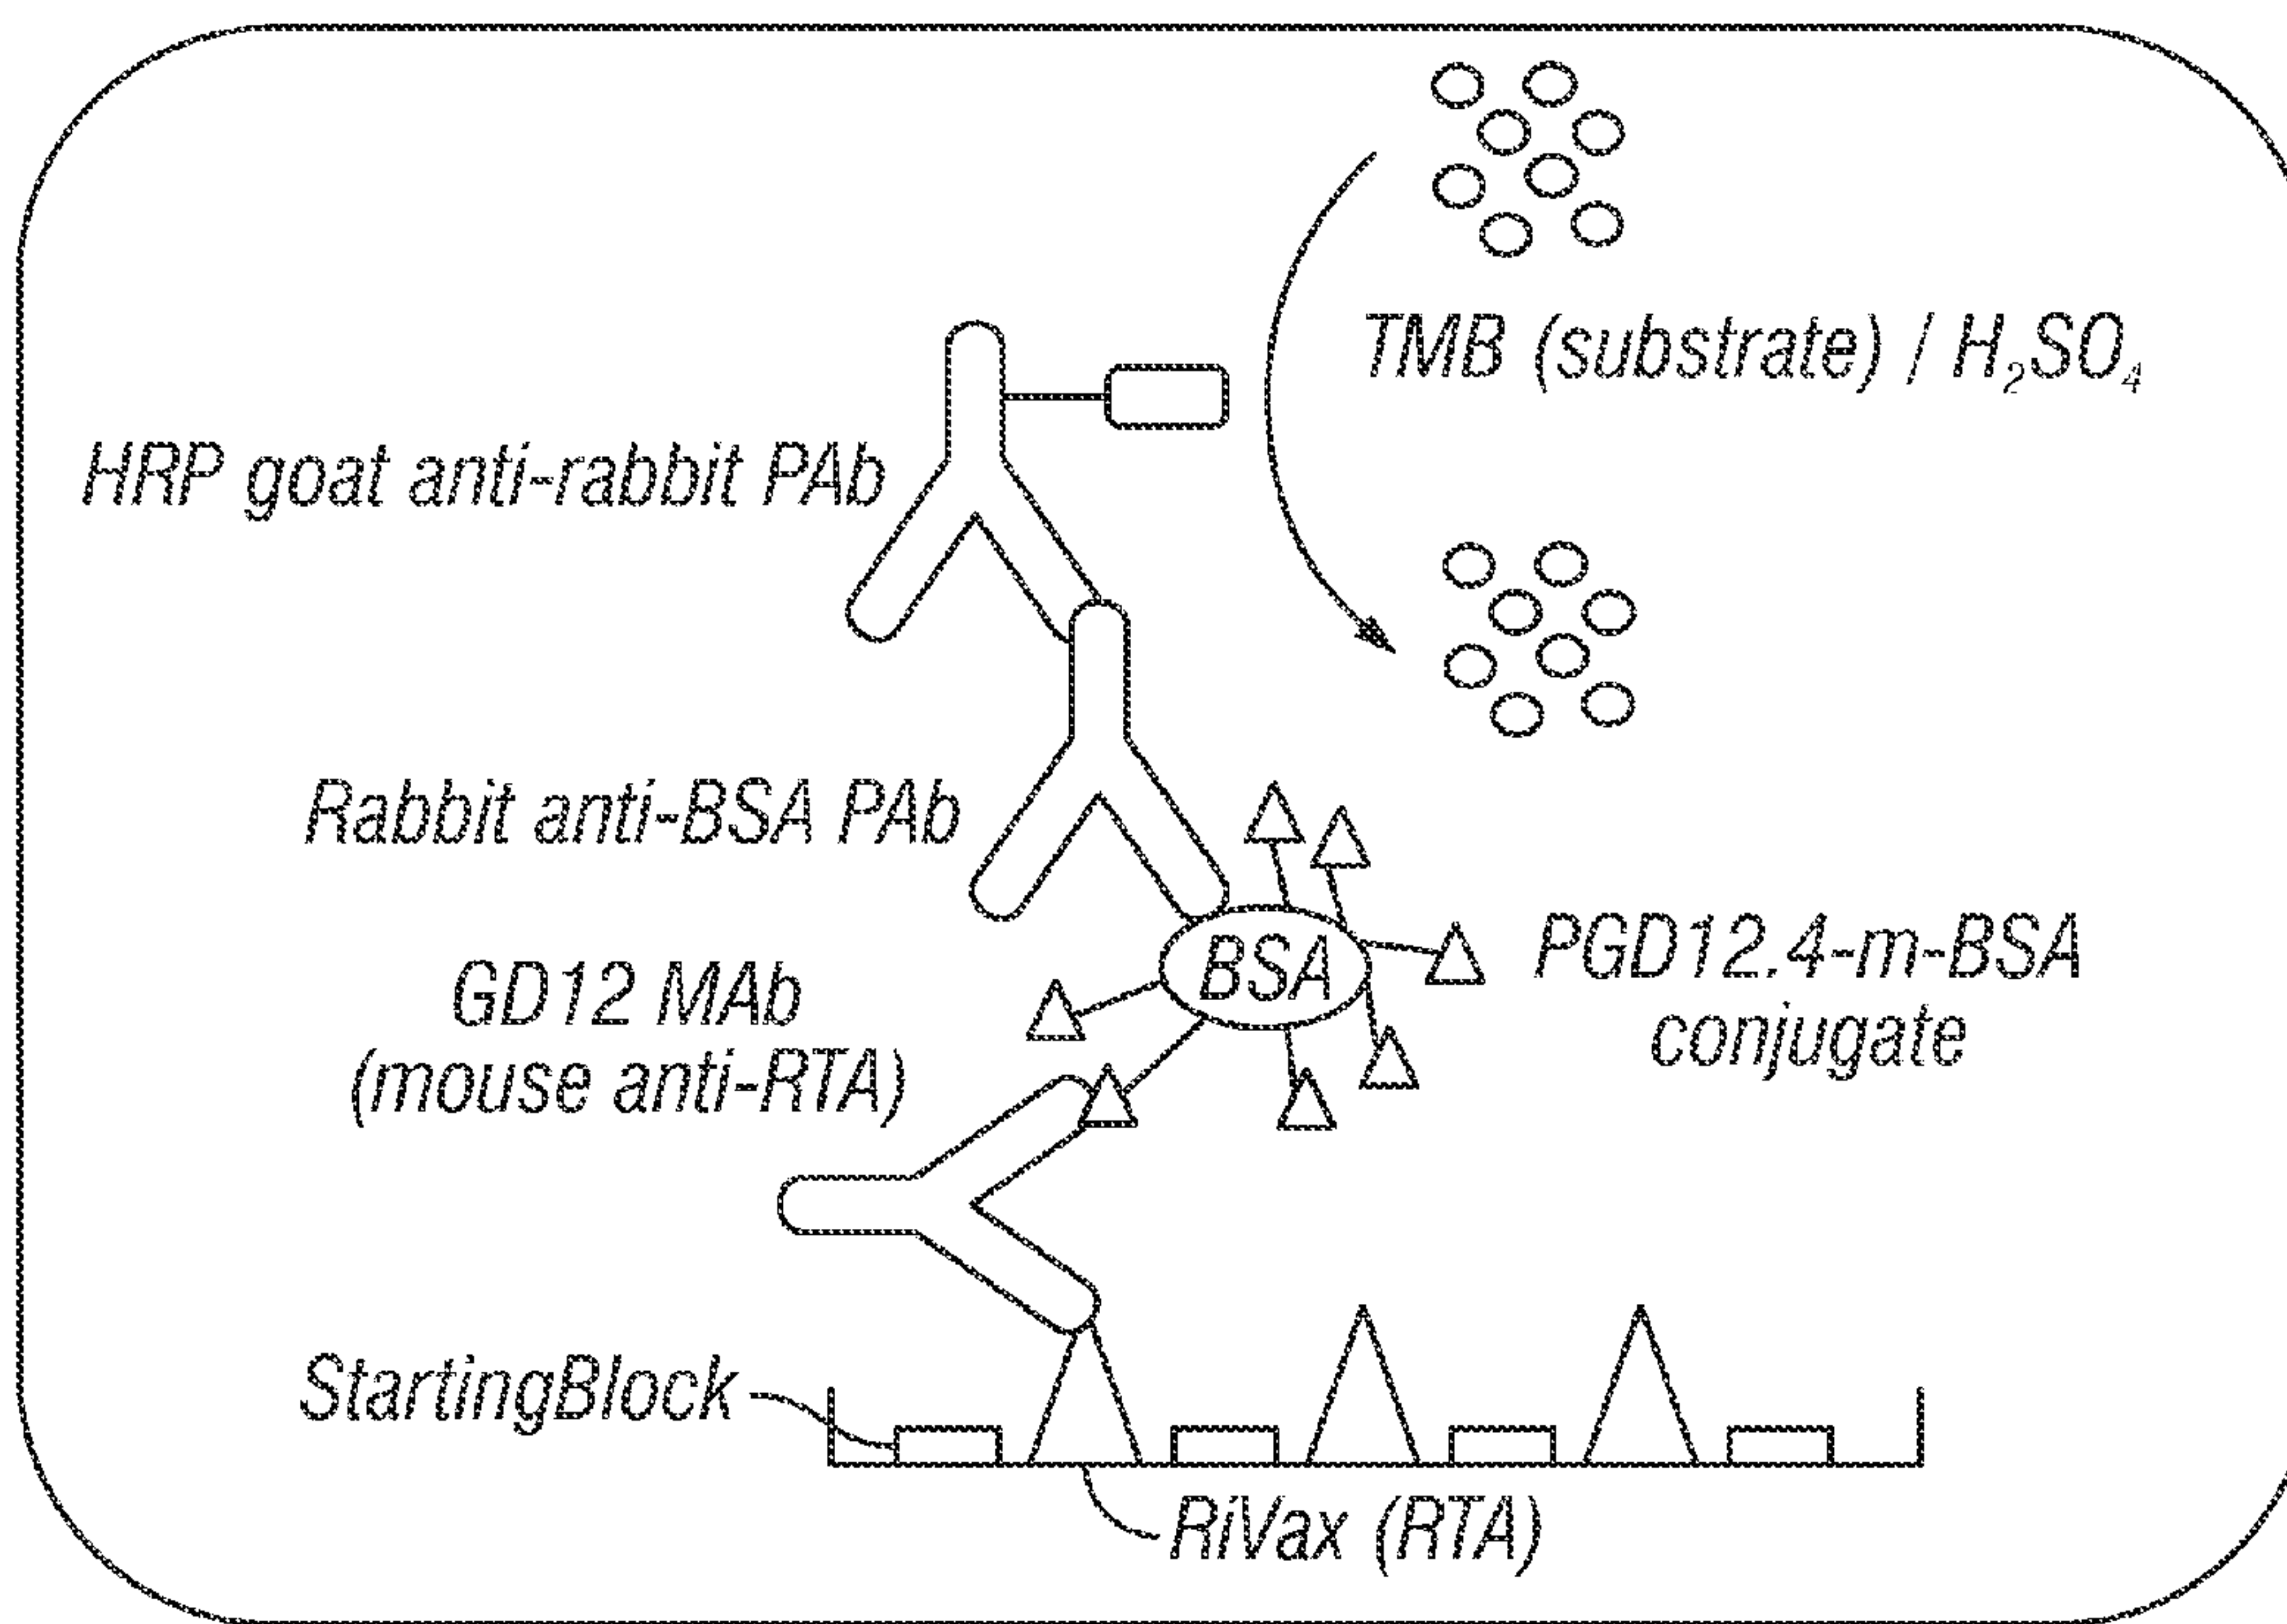 TMB (substrate) / H₂SO₄
HRP goat anti-rabbit PAb
Rabbit anti-BSA PAb
BSA
PGD12.4-m-BSA
conjugate
GD12 MAb
(mouse anti-RTA)
StartingBlock
RiVax (RTA)